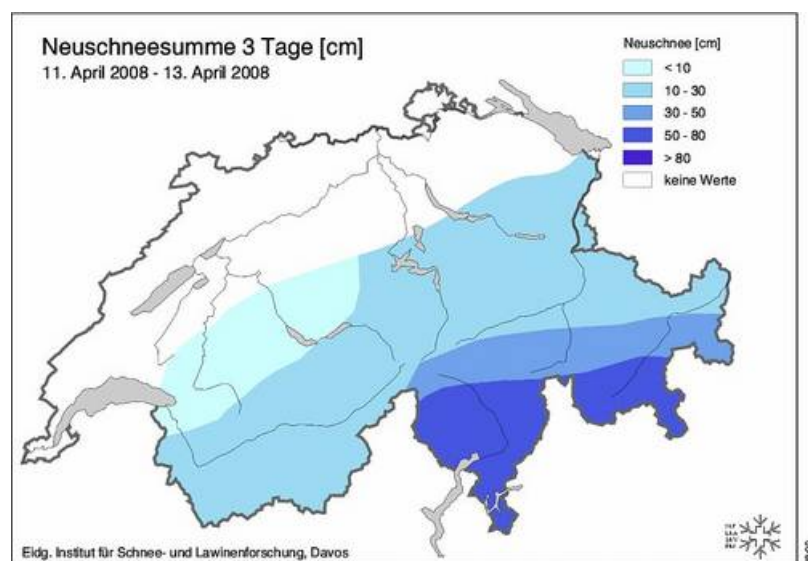 Neuschneesumme 3 Tage [cm]
11. April 2008 - 13. April 2008
Neuschnee [cm]
< 10
10 - 30
30 - 50
50 - 80
> 80
keine Werte
Eidg. Institut für Schnee- und Lawinenforschung, Davos